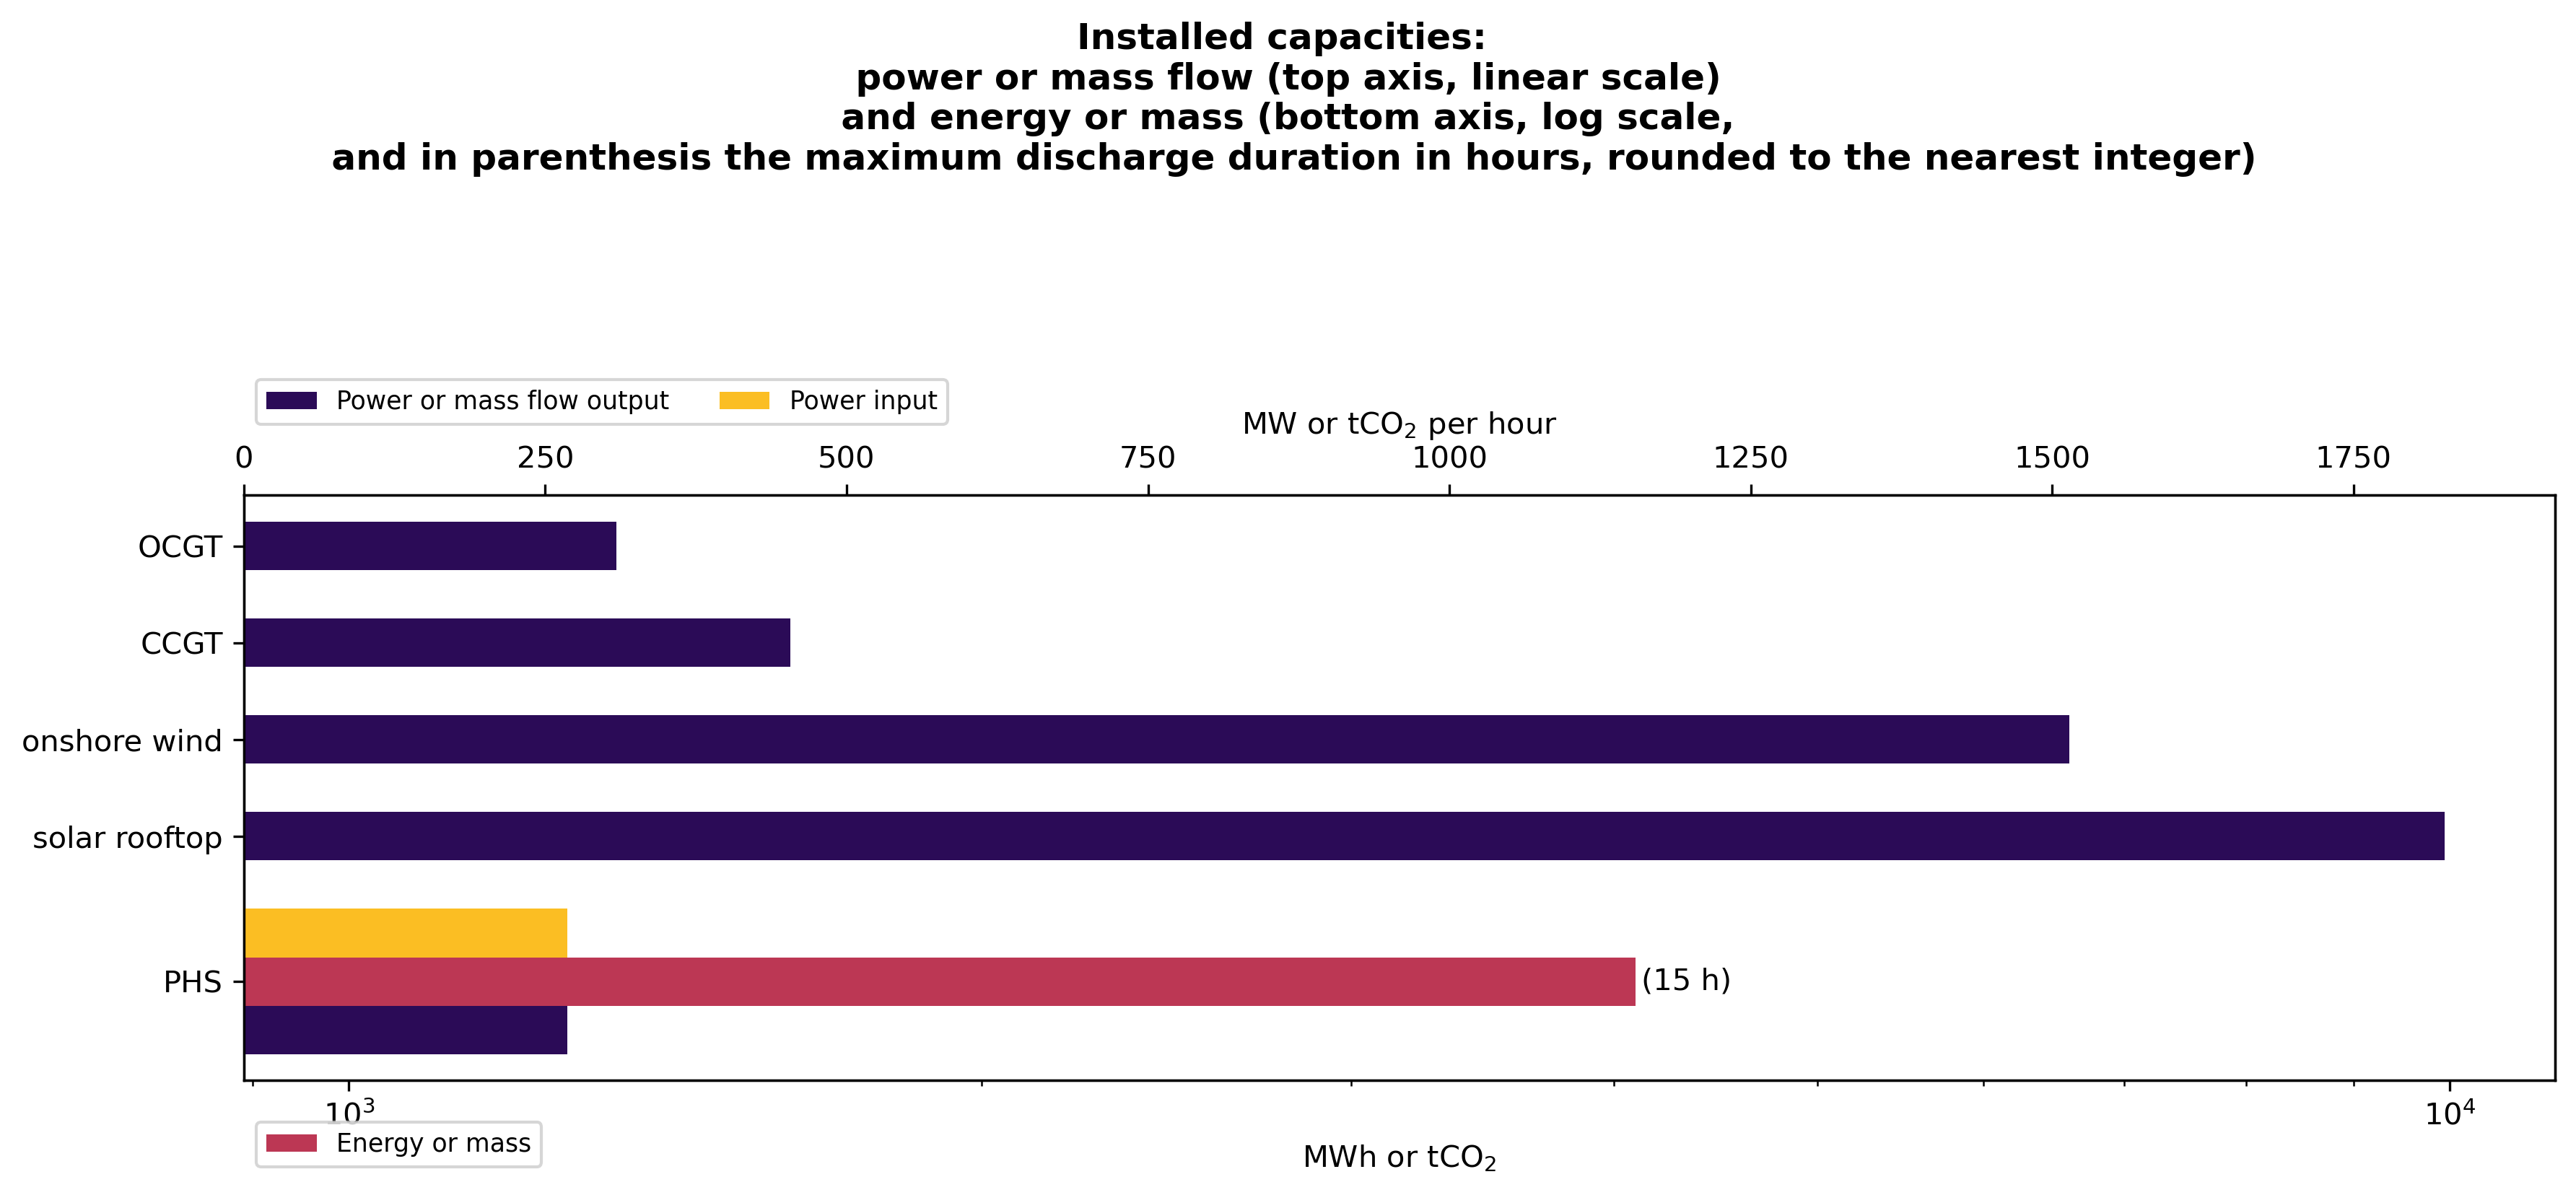 Installed capacities:
power or mass flow (top axis, linear scale)
and energy or mass (bottom axis, log scale,
and in parenthesis the maximum discharge duration in hours, rounded to the nearest integer)
Power or mass flow output Power input
MW or tCO₂ per hour
0 250 500 750 1000 1250 1500 1750
OCGT
CCGT
onshore wind
solar rooftop
PHS (15 h)
10³ 10⁴
Energy or mass
MWh or tCO₂